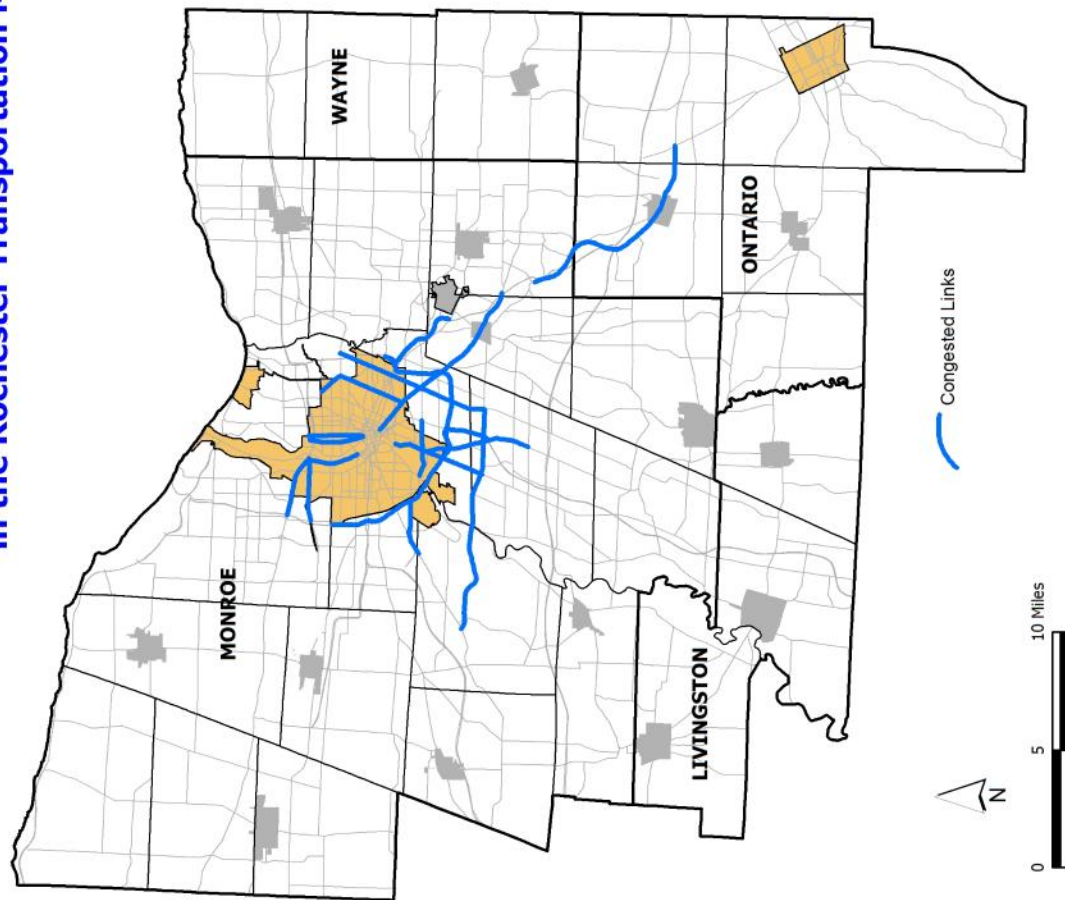 in the Rochester Transportation
WAYNE
MONROE
ONTARIO
LIVINGSTON
Congested Links
N
0 5 10 Miles